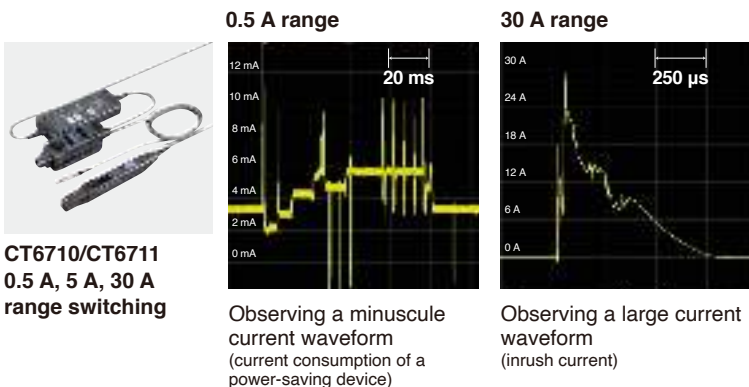 0.5 A range
30 A range
12 mA
10 mA
8 mA
6 mA
4 mA
2 mA
0 mA
20 ms
30 A
24 A
18 A
12 A
6 A
0 A
250 µs
CT6710/CT6711
0.5 A, 5 A, 30 A
range switching
Observing a minuscule
current waveform
(current consumption of a
power-saving device)
Observing a large current
waveform
(inrush current)